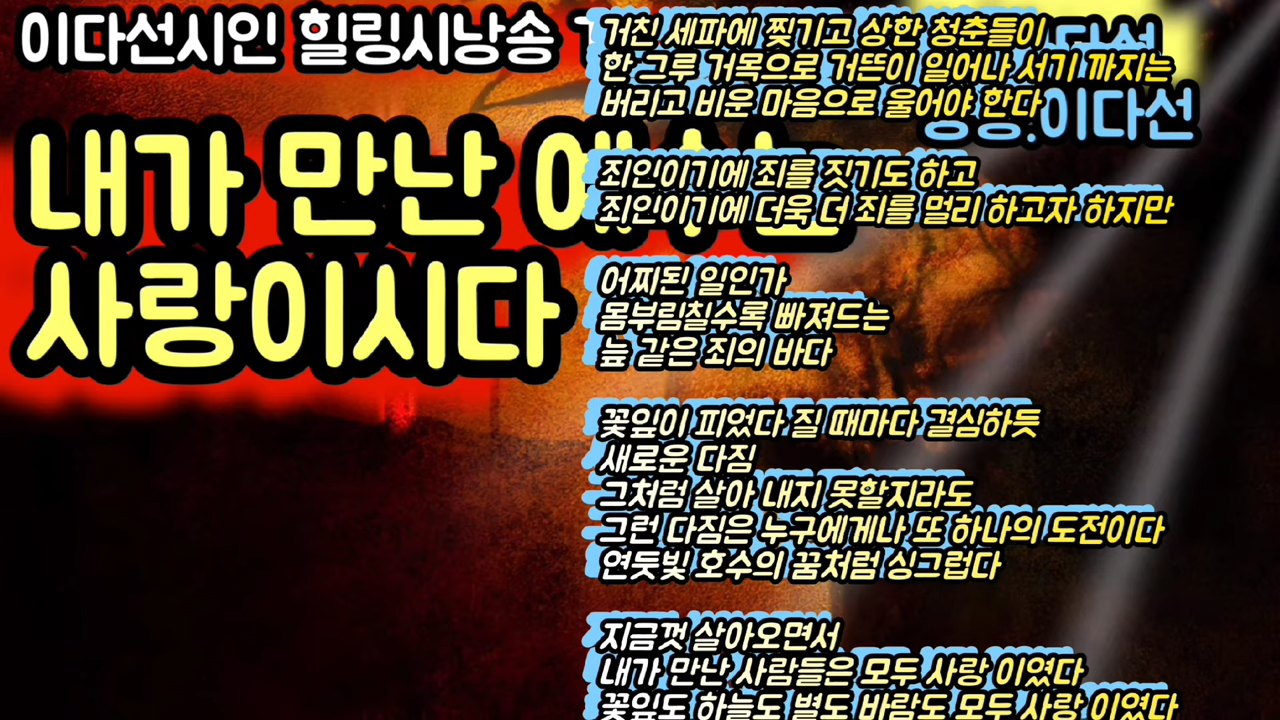 이다선시인 힐링시낭송
내가 만난
사랑이시다
이다선
거친 세파에 찢기고 상한 청춘들이
한 그루 거목으로 거뜬이 일어나 서기 까지는
버리고 비운 마음으로 울어야 한다
죄인이기에 죄를 짓기도 하고
죄인이기에 더욱 더 죄를 멀리 하고자 하지만
어찌된 일인가
몸부림칠수록 빠져드는
늪 같은 죄의 바다
꽃잎이 피었다 질 때마다 결심하듯
새로운 다짐
그처럼 살아 내지 못할지라도
그런 다짐은 누구에게나 또 하나의 도전이다
연둣빛 호수의 꿈처럼 싱그럽다
지금껏 살아오면서
내가 만난 사람들은 모두 사랑 이였다
꽃잎도 하늘도 별도 바람도 모두 사랑 이였다